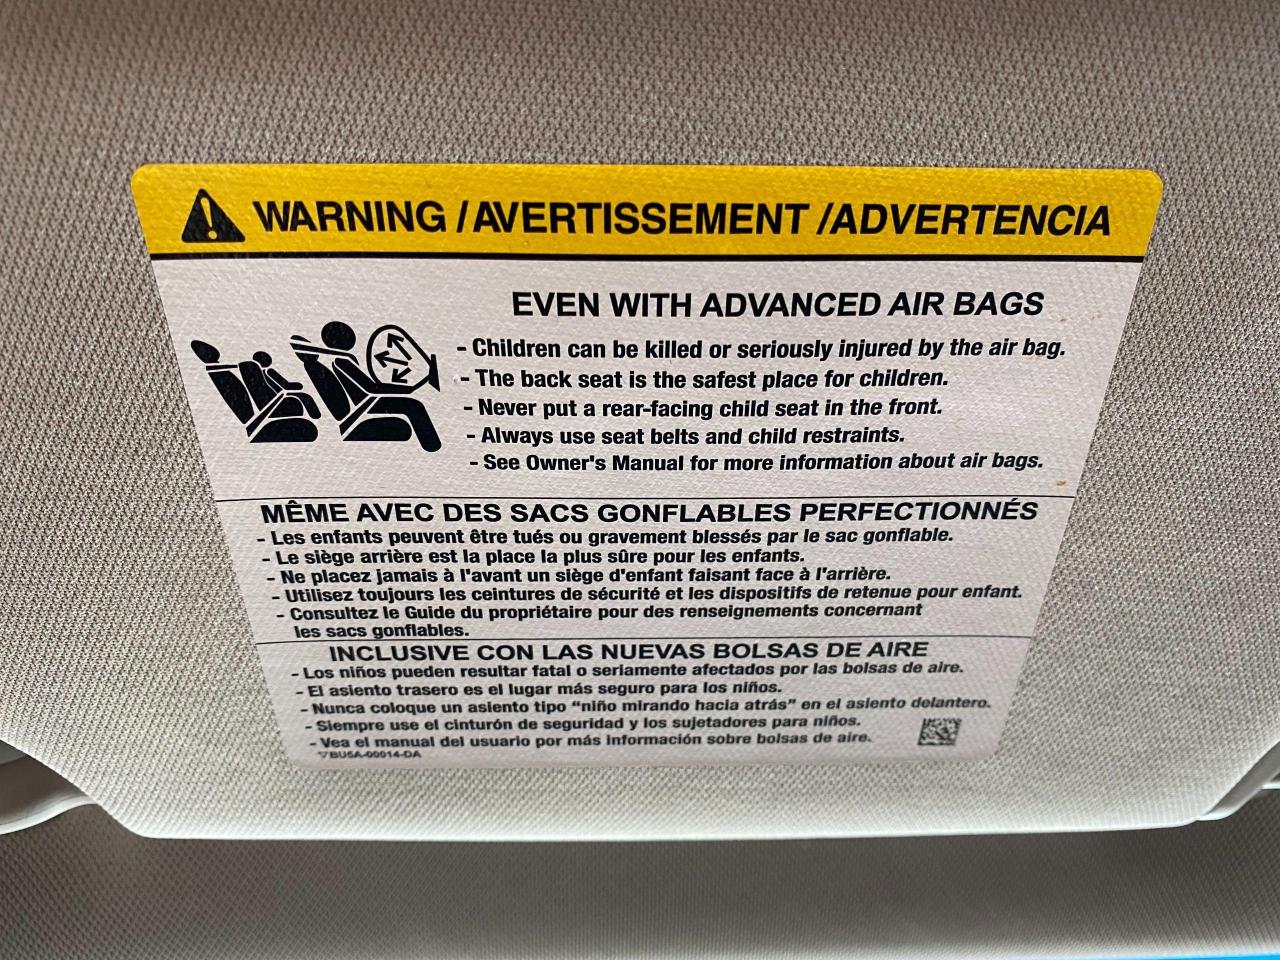 WARNING / AVERTISSEMENT / ADVERTENCIA
EVEN WITH ADVANCED AIR BAGS
- Children can be killed or seriously injured by the air bag.
- The back seat is the safest place for children.
- Never put a rear-facing child seat in the front.
- Always use seat belts and child restraints.
- See Owner's Manual for more information about air bags.
MÊME AVEC DES SACS GONFLABLES PERFECTIONNÉS
- Les enfants peuvent être tués ou gravement blessés par le sac gonflable.
- Le siège arrière est la place la plus sûre pour les enfants.
- Ne placez jamais à l'avant un siège d'enfant faisant face à l'arrière.
- Utilisez toujours les ceintures de sécurité et les dispositifs de retenue pour enfant.
- Consultez le Guide du propriétaire pour des renseignements concernant
les sacs gonflables.
INCLUSIVE CON LAS NUEVAS BOLSAS DE AIRE
- Los niños pueden resultar fatal o seriamente afectados por las bolsas de aire.
- El asiento trasero es el lugar más seguro para los niños.
- Nunca coloque un asiento tipo “niño mirando hacia atrás” en el asiento delantero.
- Siempre use el cinturón de seguridad y los sujetadores para niños.
- Vea el manual del usuario por más información sobre bolsas de aire.
BU5A-00014-DA